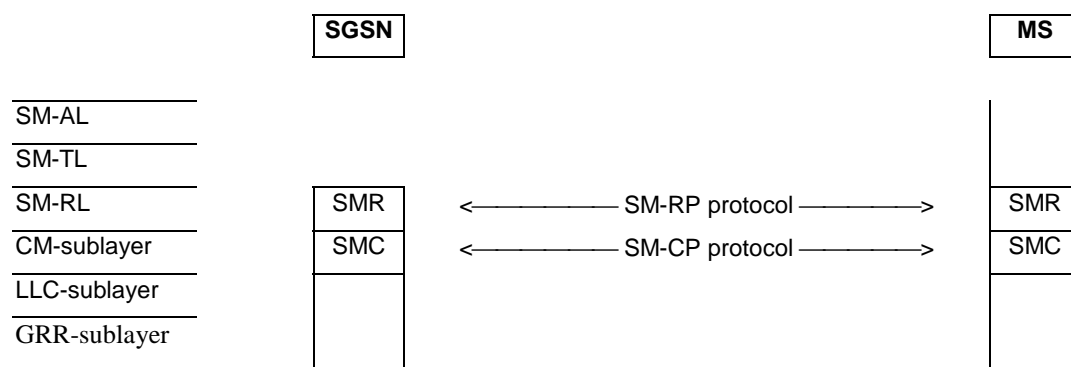 SGSN MS
SM-AL
SM-TL
SM-RL SMR <——— SM-RP protocol ———> SMR
CM-sublayer SMC <——— SM-CP protocol ———> SMC
LLC-sublayer
GRR-sublayer